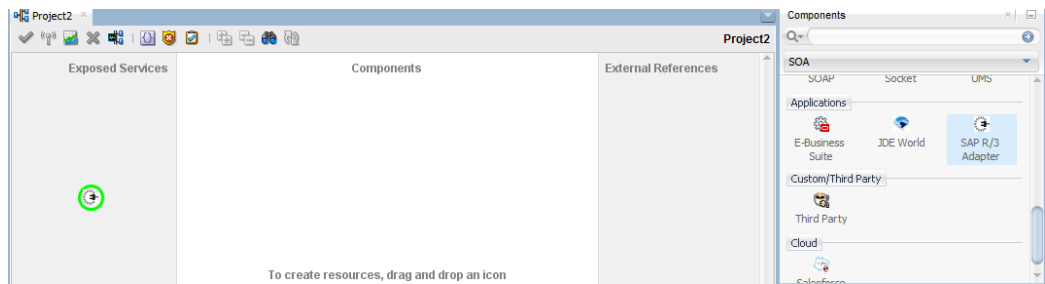 Project2
Project2
Exposed Services
Components
External References
To create resources, drag and drop an icon
Components
SOA
SOAP
Socket
UMS
Applications
E-Business
Suite
JDE World
SAP R/3
Adapter
Custom/Third Party
Third Party
Cloud
Salesforce